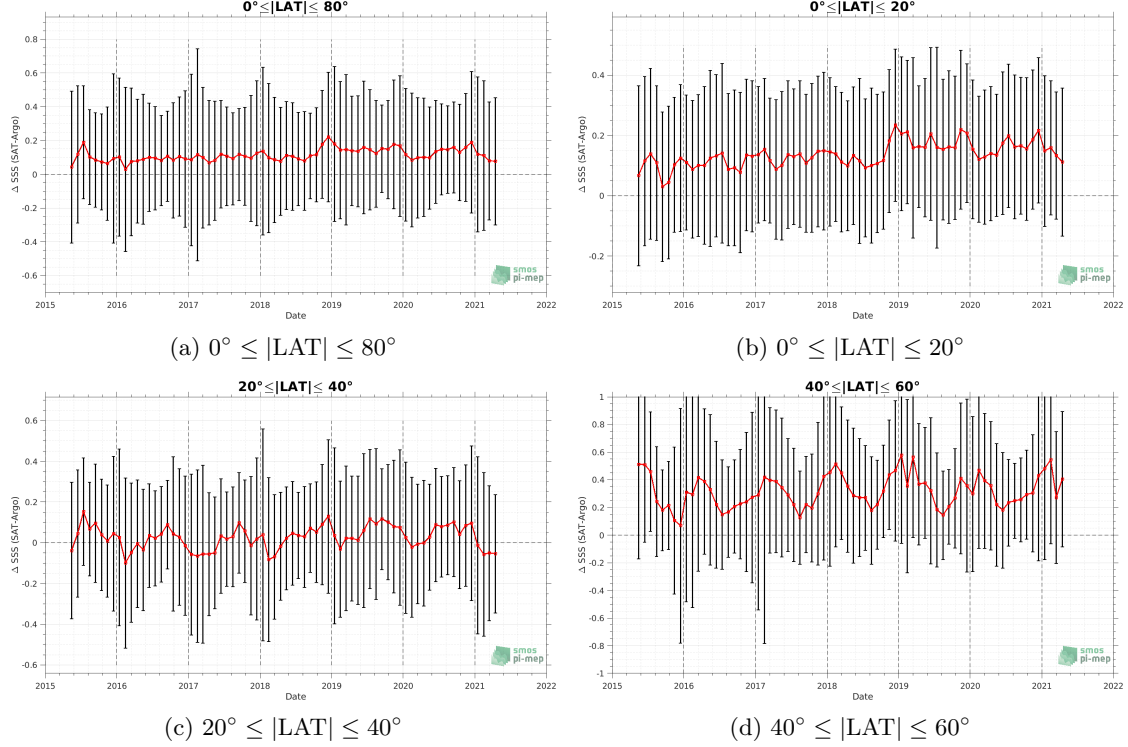 0°≤|LAT|≤ 80°
0.8
0.6
0.4
0.2
0
-0.2
-0.4
-0.6
Δ SSS (SAT-Argo)
smos
pi-mep
2015 2016 2017 2018 2019 2020 2021 2022
Date
(a) 0° ≤ |LAT| ≤ 80°
0°≤|LAT|≤ 20°
0.4
0.2
0
0.2
Δ SSS (SAT-Argo)
smos
pi-mep
2015 2016 2017 2018 2019 2020 2021 2022
Date
(b) 0° ≤ |LAT| ≤ 20°
20°≤|LAT|≤ 40°
0.6
0.4
0.2
0
-0.2
-0.4
-0.6
Δ SSS (SAT-Argo)
smos
pi-mep
2015 2016 2017 2018 2019 2020 2021 2022
Date
(c) 20° ≤ |LAT| ≤ 40°
40°≤|LAT|≤ 60°
1
0.8
0.6
0.4
0.2
0
-0.2
-0.4
-0.6
-0.8
-1
Δ SSS (SAT-Argo)
smos
pi-mep
2015 2016 2017 2018 2019 2020 2021 2022
Date
(d) 40° ≤ |LAT| ≤ 60°